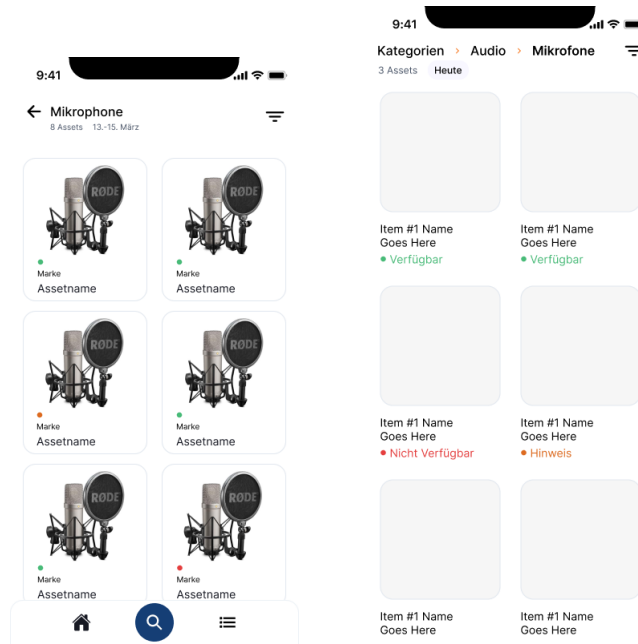 9:41
Mikrophone
8 Assets 13.-15. März
RØDE
RØDE
Marke
Assetname
Marke
Assetname
RØDE
RØDE
Marke
Assetname
Marke
Assetname
RØDE
RØDE
Marke
Assetname
Marke
Assetname
9:41
Kategorien > Audio > Mikrofone
3 Assets Heute
Item #1 Name
Goes Here
Verfügbar
Item #1 Name
Goes Here
Verfügbar
Item #1 Name
Goes Here
Nicht Verfügbar
Item #1 Name
Goes Here
Hinweis
Item #1 Name
Goes Here
Item #1 Name
Goes Here